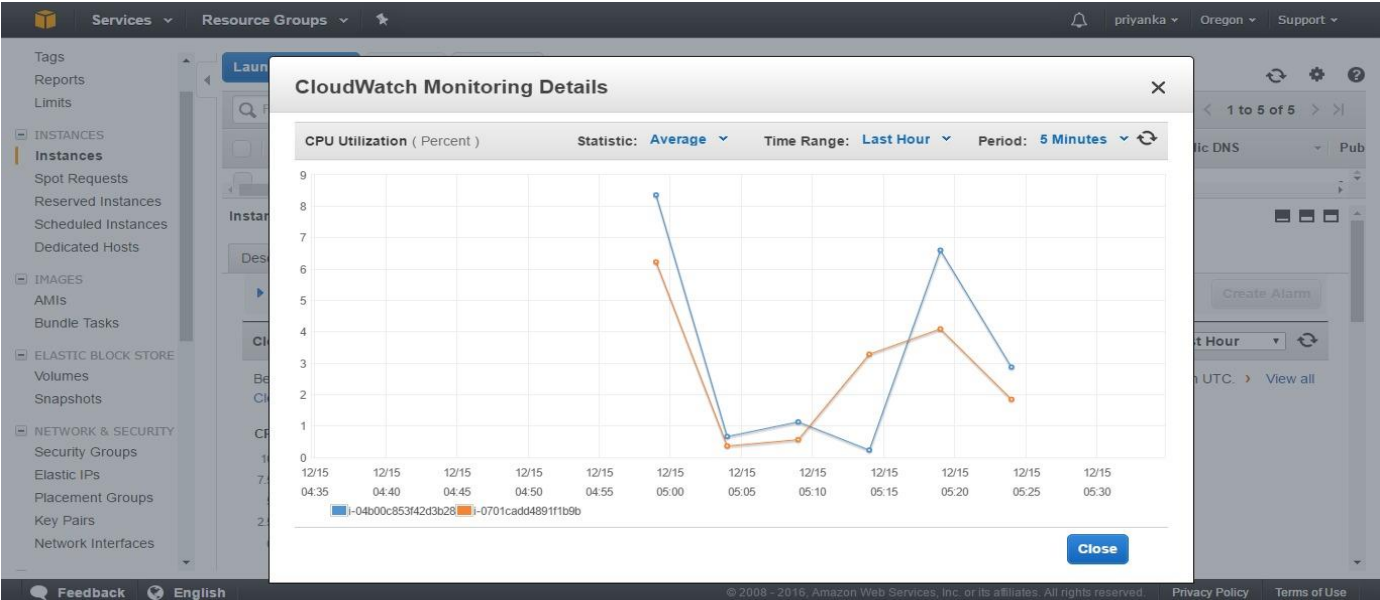 Services Resource Groups priyanka Oregon Support
Tags
Reports
Limits
INSTANCES
Instances
Spot Requests
Reserved Instances
Scheduled Instances
Dedicated Hosts
IMAGES
AMIs
Bundle Tasks
ELASTIC BLOCK STORE
Volumes
Snapshots
NETWORK & SECURITY
Security Groups
Elastic IPs
Placement Groups
Key Pairs
Network Interfaces
CloudWatch Monitoring Details ×
CPU Utilization ( Percent ) Statistic: Average Time Range: Last Hour Period: 5 Minutes
9
8
7
6
5
4
3
2
1
0
12/15 12/15 12/15 12/15 12/15 12/15 12/15 12/15 12/15 12/15 12/15 12/15
04:35 04:40 04:45 04:50 04:55 05:00 05:05 05:10 05:15 05:20 05:25 05:30
i-04b00c853f42d3b28 i-0701cadd4891f1b9b
Close
1 to 5 of 5
lic DNS Pub
Create Alarm
t Hour
UTC. View all
Feedback English © 2008 - 2016, Amazon Web Services, Inc. or its affiliates. All rights reserved. Privacy Policy Terms of Use